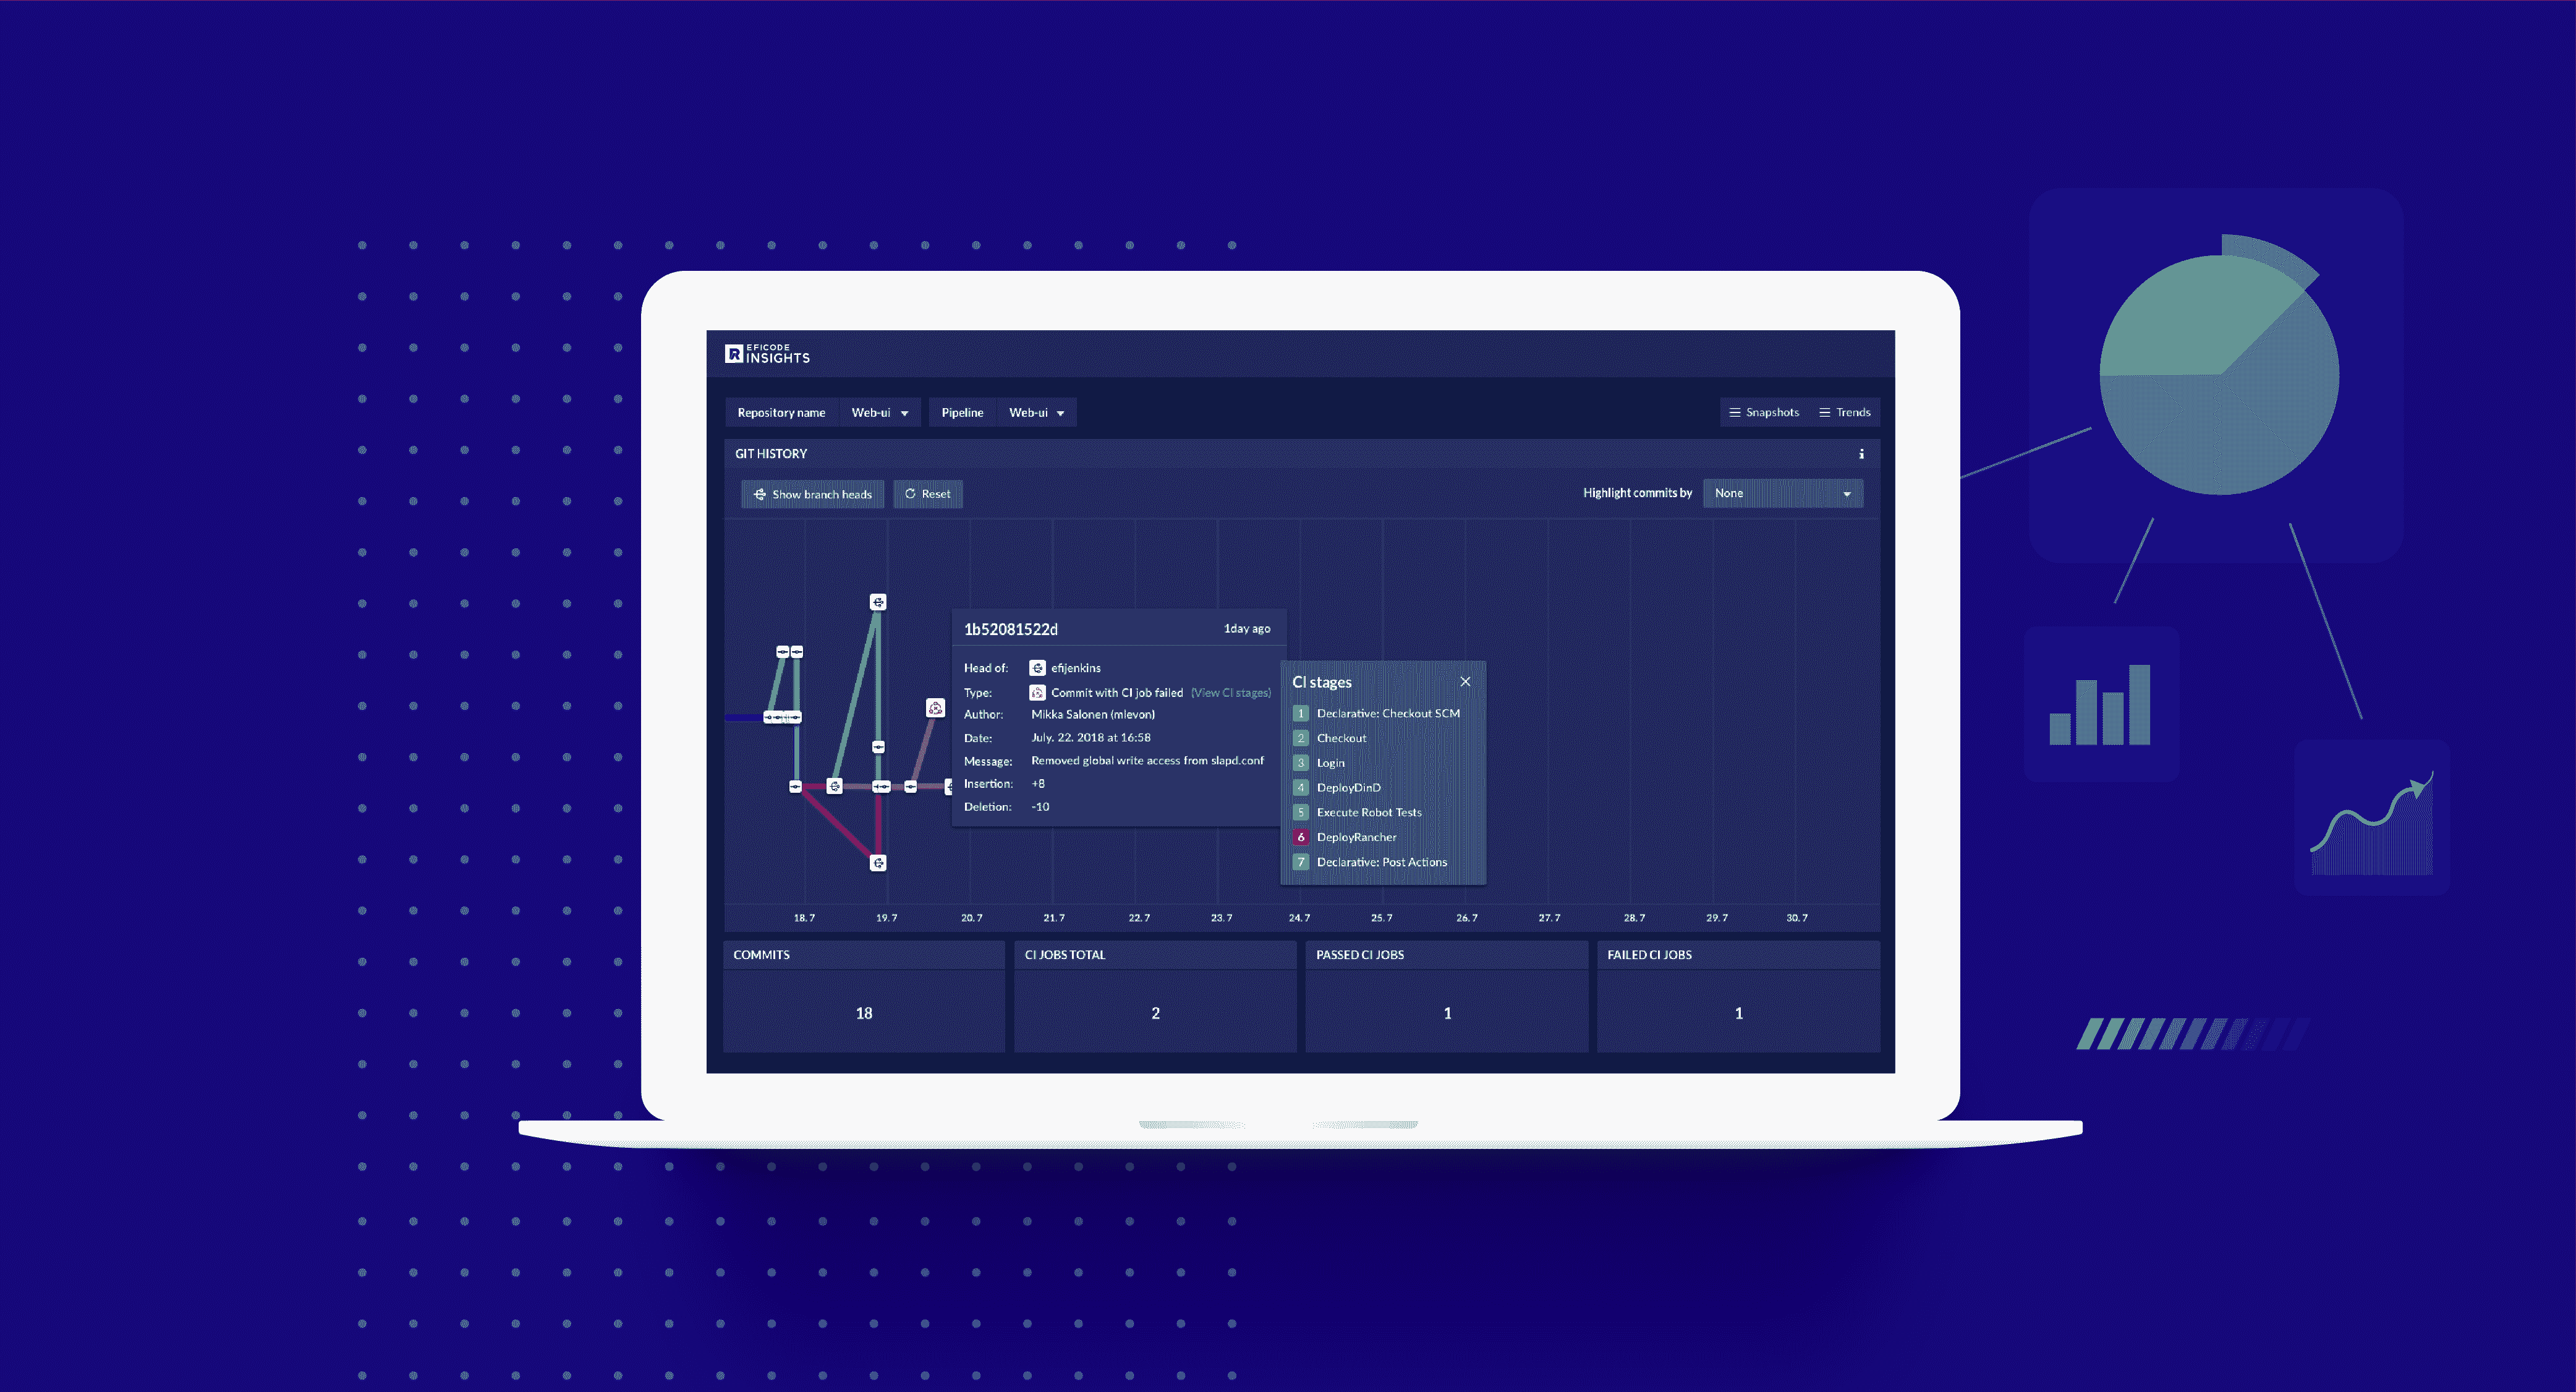 R EFICODE
INSIGHTS
Repository name Web-ui Pipeline Web-ui Snapshots Trends
GIT HISTORY i
Show branch heads Reset Highlight commits by None
1b52081522d 1day ago
Head of: efijenkins
Type: Commit with CI job failed (View CI stages)
Author: Mikka Salonen (mlevon)
Date: July. 22. 2018 at 16:58
Message: Removed global write access from slapd.conf
Insertion: +8
Deletion: -10
CI stages
1 Declarative: Checkout SCM
2 Checkout
3 Login
4 DeployDinD
5 Execute Robot Tests
6 DeployRancher
7 Declarative: Post Actions
18.7 19.7 20.7 21.7 22.7 23.7 24.7 25.7 26.7 27.7 28.7 29.7 30.7
COMMITS CI JOBS TOTAL PASSED CI JOBS FAILED CI JOBS
18 2 1 1